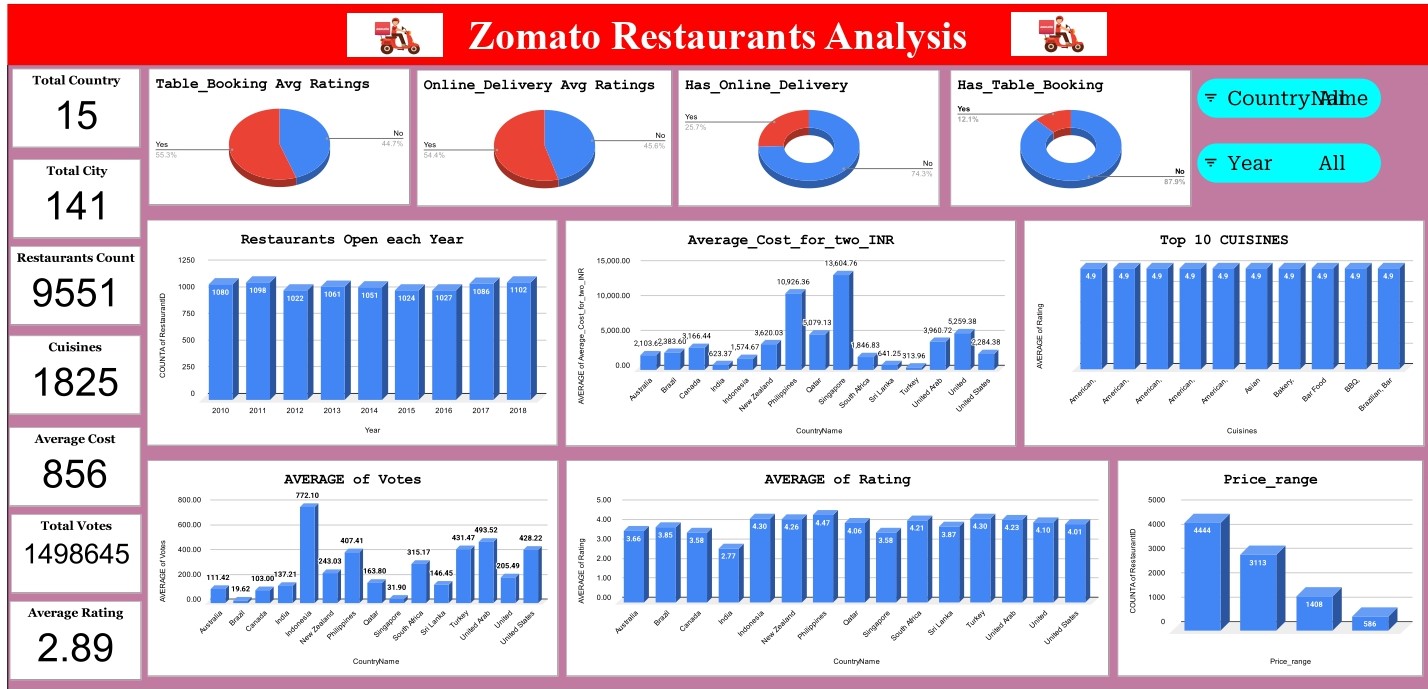 Zomato Restaurants Analysis
Total Country
15
Total City
141
Restaurants Count
9551
Cuisines
1825
Average Cost
856
Total Votes
1498645
Average Rating
2.89
Table_Booking Avg Ratings
Yes
55.3%
No
44.7%
Online_Delivery Avg Ratings
Yes
54.4%
No
45.6%
Has_Online_Delivery
Yes
25.7%
No
74.3%
Has_Table_Booking
Yes
12.1%
No
87.9%
CountryName All
Year All
Restaurants Open each Year
COUNTA of RestaurantID
1250
1000
750
500
250
0
1080 1098 1022 1061 1051 1024 1027 1086 1102
2010 2011 2012 2013 2014 2015 2016 2017 2018
Year
Average_Cost_for_two_INR
AVERAGE of Average_Cost_for_two_INR
15,000.00
10,000.00
5,000.00
0.00
2,383.60 3,166.44 623.37 1,574.67 3,620.03 10,926.36 5,079.13 13,604.76 1,846.83 641.25 313.96 3,960.72 5,259.38 2,284.38
Australia Brazil Canada India Indonesia New Zealand Philippines Qatar Singapore South Africa Sri Lanka Turkey United Arab United United States
CountryName
Top 10 CUISINES
AVERAGE of Rating
4.9 4.9 4.9 4.9 4.9 4.9 4.9 4.9 4.9 4.9
American, American, American, American, American, Asian Bakery, Bar Food BBQ, Brazilian, Bar
Cuisines
AVERAGE of Votes
AVERAGE of Votes
800.00
600.00
400.00
200.00
0.00
111.42 19.62 103.00 137.21 772.10 243.03 407.41 163.80 31.90 315.17 146.45 431.47 493.52 205.49 428.22
Australia Brazil Canada India Indonesia New Zealand Philippines Qatar Singapore South Africa Sri Lanka Turkey United Arab United United States
CountryName
AVERAGE of Rating
AVERAGE of Rating
5.00
4.00
3.00
2.00
1.00
0.00
3.66 3.85 3.58 2.77 4.30 4.26 4.47 4.06 3.58 4.21 3.87 4.30 4.23 4.10 4.01
Australia Brazil Canada India Indonesia New Zealand Philippines Qatar Singapore South Africa Sri Lanka Turkey United Arab United United States
CountryName
Price_range
COUNTA of RestaurantID
5000
4000
3000
2000
1000
0
4444 3113 1408 586
Price_range